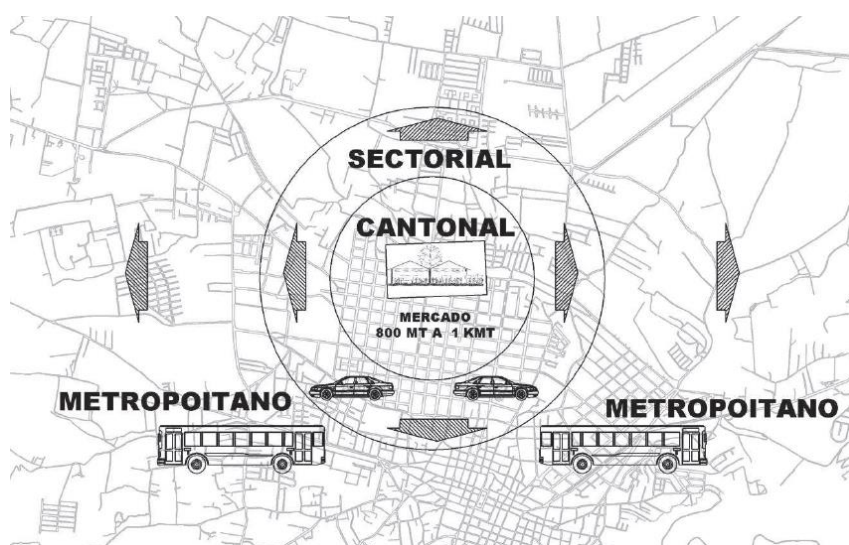 SECTORIAL
CANTONAL
MERCADO
800 MT A 1 KMT
METROPOITANO
METROPOITANO